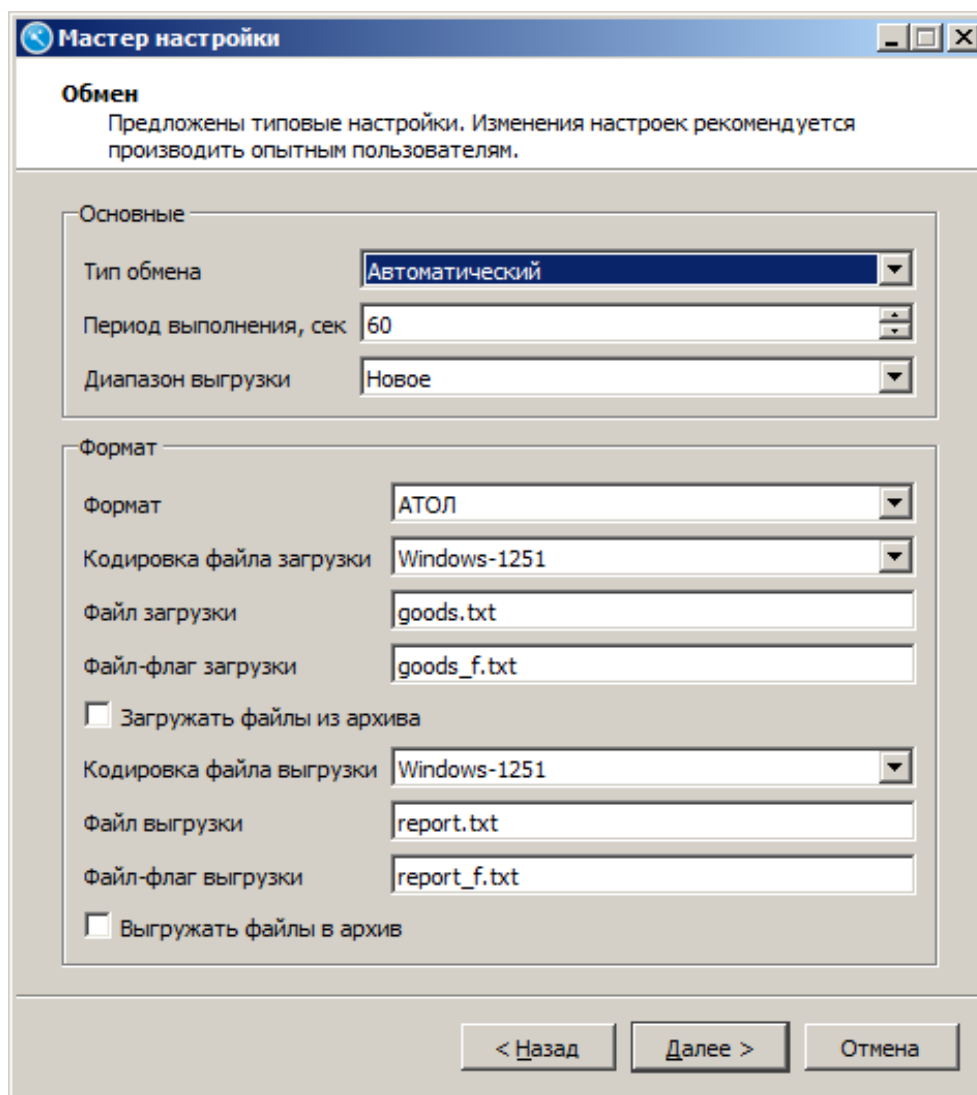 Мастер настройки
Обмен
Предложены типовые настройки. Изменения настроек рекомендуется
производить опытным пользователям.
Основные
Тип обмена Автоматический
Период выполнения, сек 60
Диапазон выгрузки Новое
Формат
Формат АТОЛ
Кодировка файла загрузки Windows-1251
Файл загрузки goods.txt
Файл-флаг загрузки goods_f.txt
Загружать файлы из архива
Кодировка файла выгрузки Windows-1251
Файл выгрузки report.txt
Файл-флаг выгрузки report_f.txt
Выгружать файлы в архив
< Назад Далее > Отмена